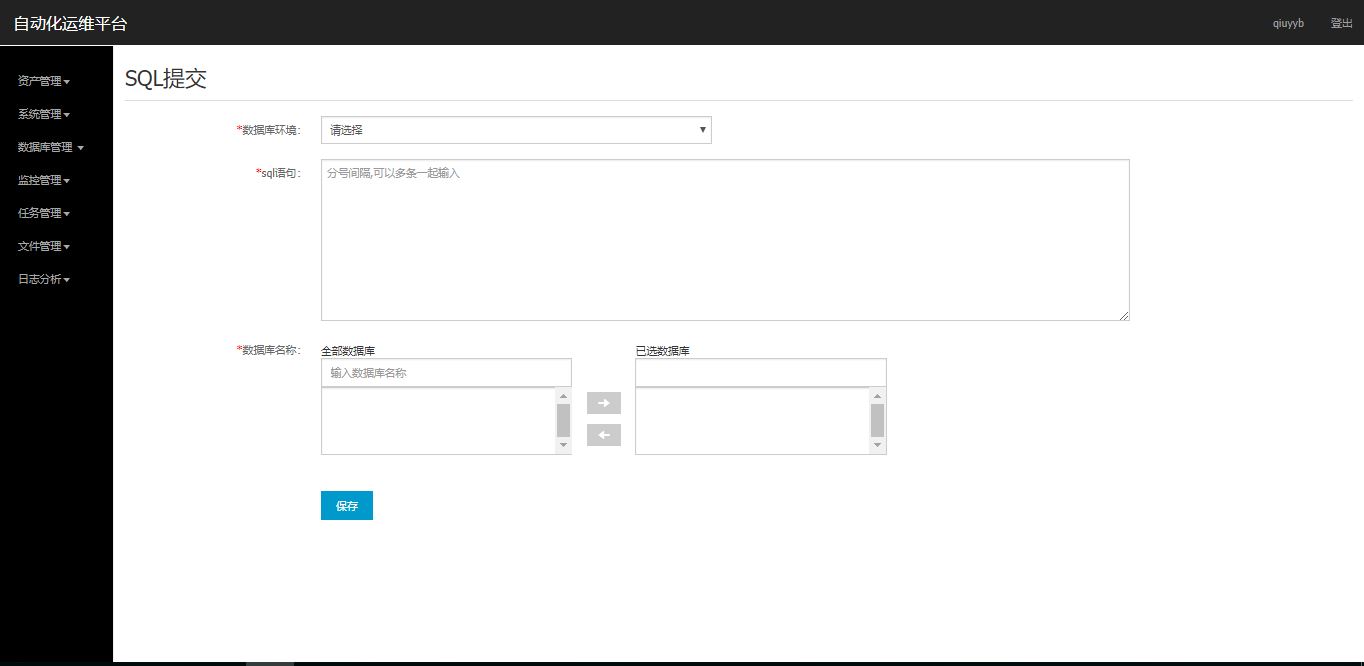 自动化运维平台
qiuyyb 登出
资产管理
系统管理
数据库管理
监控管理
任务管理
文件管理
日志分析
SQL提交
*数据库环境： 请选择
*sql语句： 分号间隔,可以多条一起输入
*数据库名称： 全部数据库 已选数据库
输入数据库名称
保存